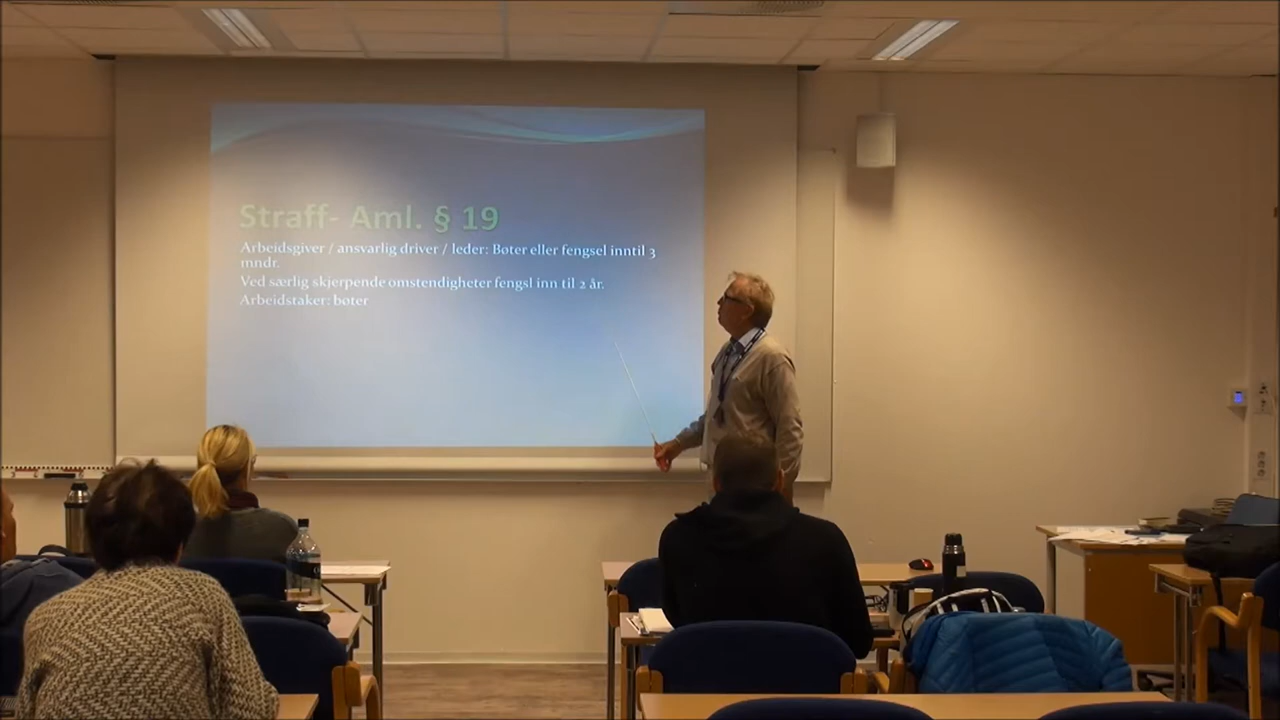 Straff- Aml. § 19
Arbeidsgiver / ansvarlig driver / leder: Bøter eller fengsel inntil 3
mndr.
Ved særlig skjerpende omstendigheter fengsl inn til 2 år.
Arbeidstaker: bøter